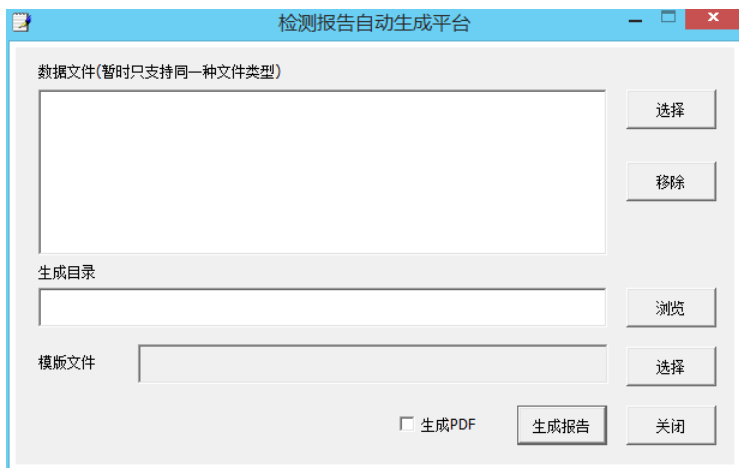 检测报告自动生成平台
数据文件(暂时只支持同一种文件类型)
选择
移除
生成目录
浏览
模版文件
选择
生成PDF
生成报告
关闭